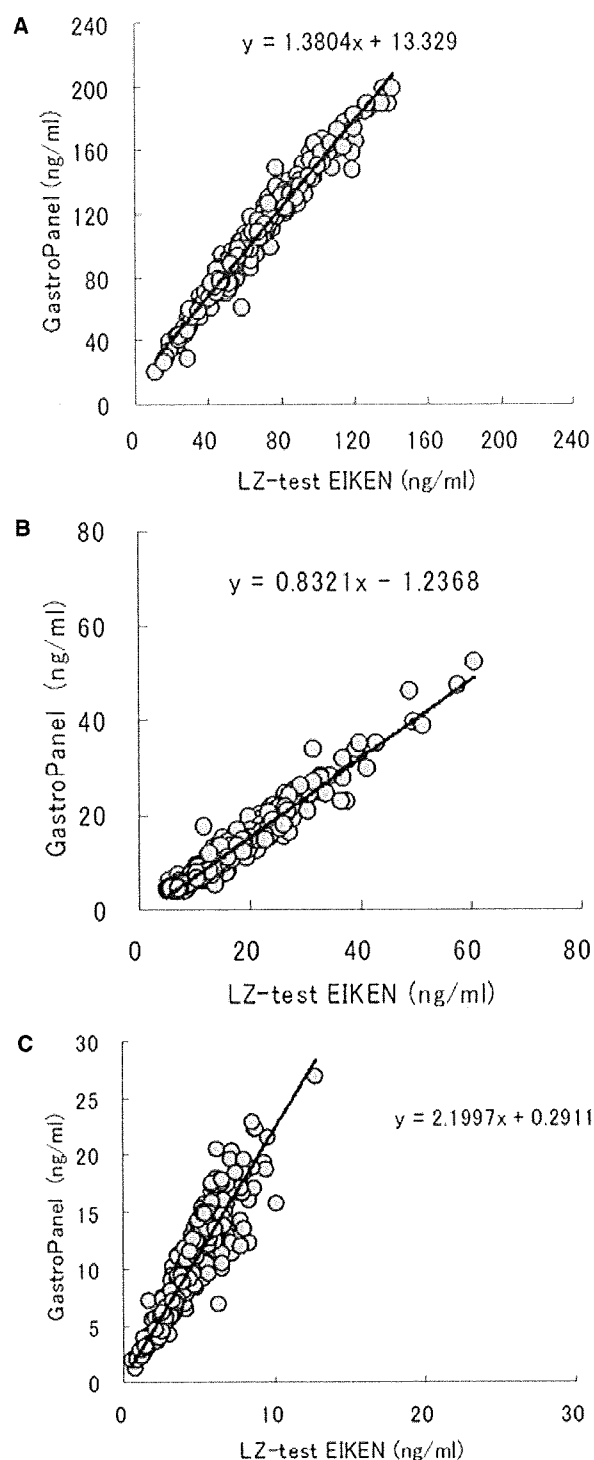 A
y = 1.3804x + 13.329
GastroPanel (ng/ml)
240
200
160
120
80
40
0
0 40 80 120 160 200 240
LZ-test EIKEN (ng/ml)
B
y = 0.8321x − 1.2368
GastroPanel (ng/ml)
80
60
40
20
0
0 20 40 60 80
LZ-test EIKEN (ng/ml)
C
y = 2.1997x + 0.2911
GastroPanel (ng/ml)
30
25
20
15
10
5
0
0 10 20 30
LZ-test EIKEN (ng/ml)